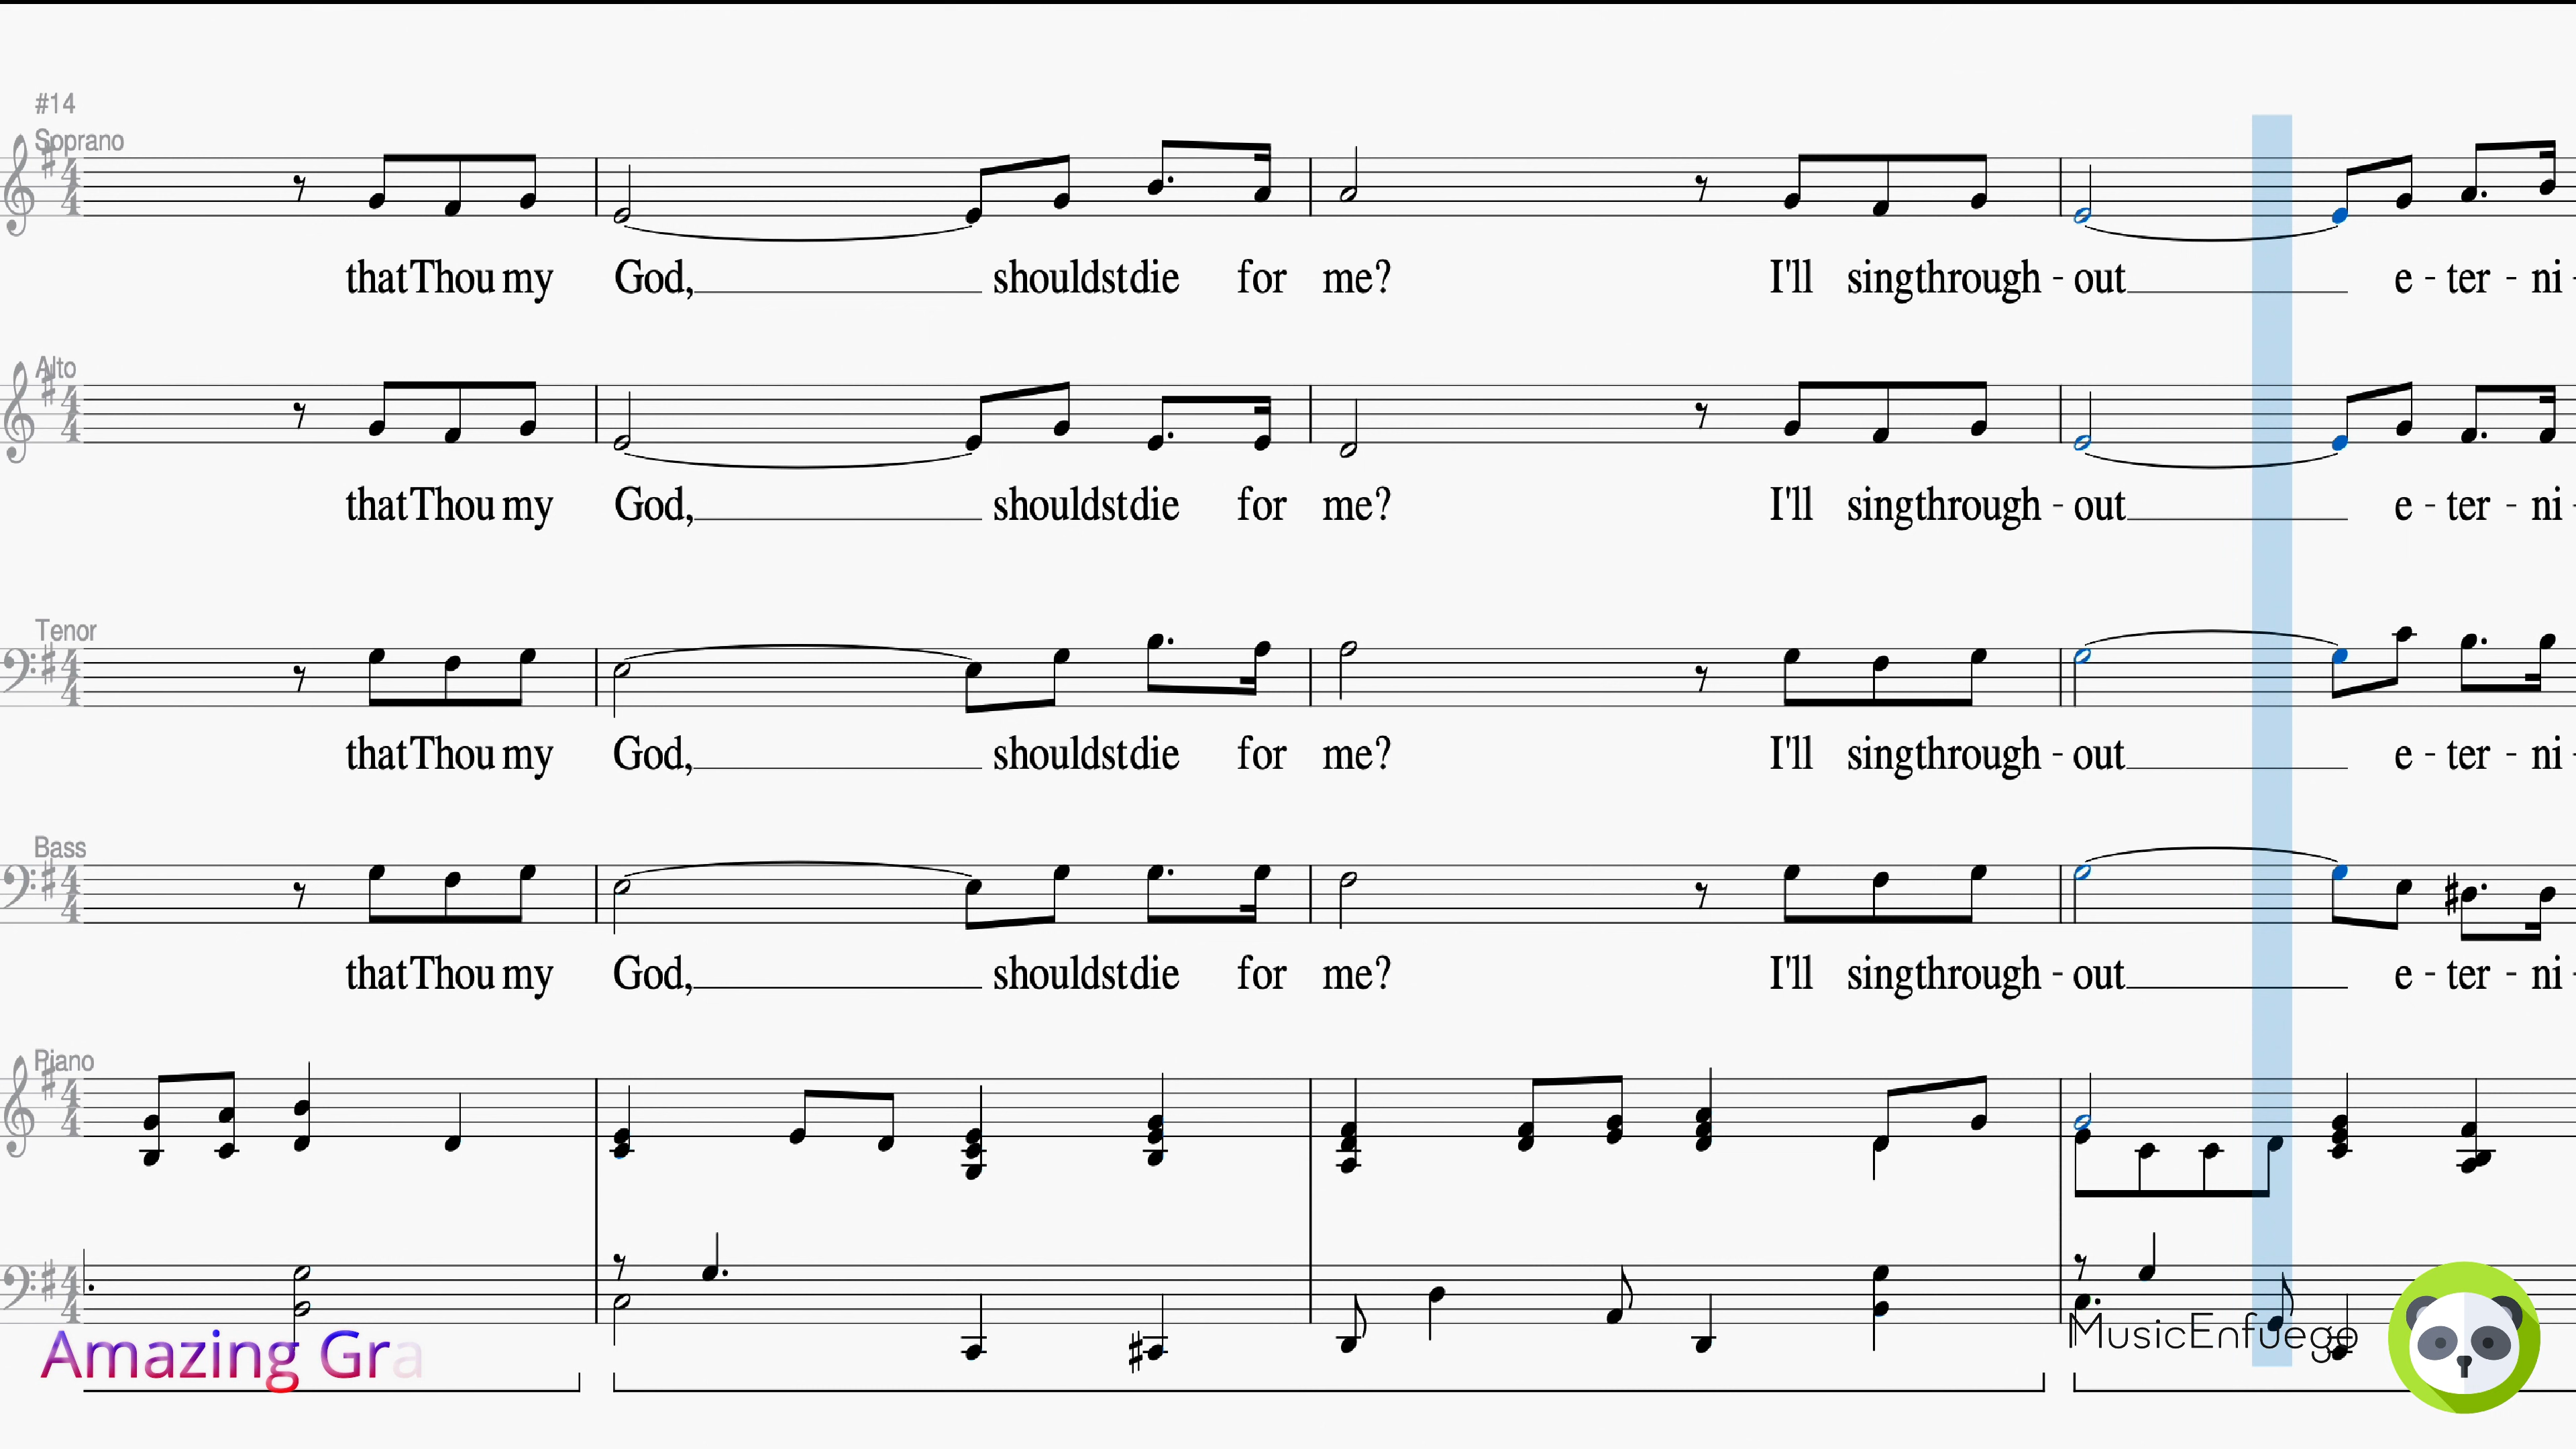 #14
Soprano
that Thou my God, shouldst die for me? I'll sing through - out e - ter - ni -
Alto
that Thou my God, shouldst die for me? I'll sing through - out e - ter - ni -
Tenor
that Thou my God, shouldst die for me? I'll sing through - out e - ter - ni -
Bass
that Thou my God, shouldst die for me? I'll sing through - out e - ter - ni -
Piano
Amazing Gra
MusicEnfuego